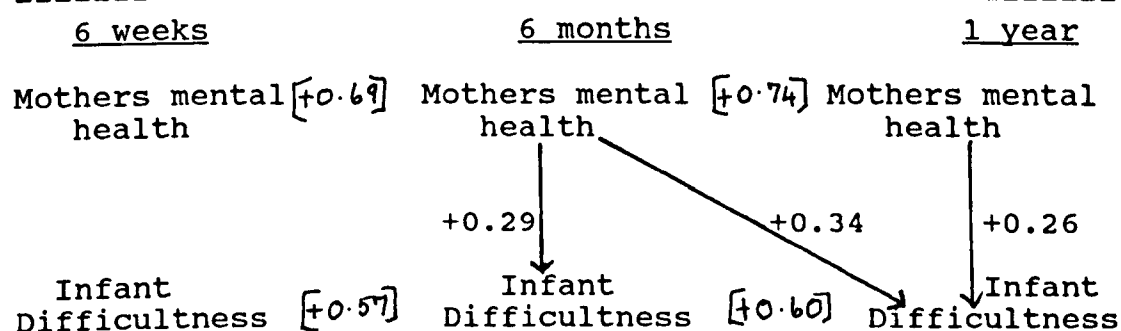 6 weeks 6 months 1 year
Mothers mental [+0.69] Mothers mental [+0.74] Mothers mental
health health health
+0.29 +0.34 +0.26
Infant Infant Infant
Difficultness [+0.57] Difficultness [+0.60] Difficultness